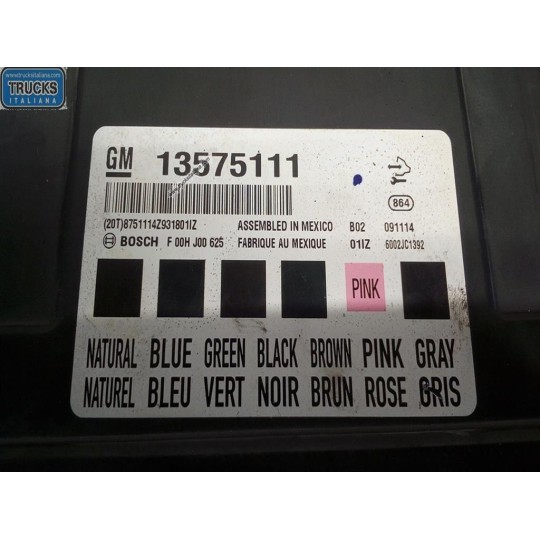 www.trucksitaliana.com
TRUCKS
ITALIANA
GM 13575111
864
(20T)8751114Z931801IZ ASSEMBLED IN MEXICO B02 091114
BOSCH F 00H J00 625 FABRIQUE AU MEXIQUE 01IZ 6002JC1392
PINK
NATURAL BLUE GREEN BLACK BROWN PINK GRAY
NATUREL BLEU VERT NOIR BRUN ROSE GRIS